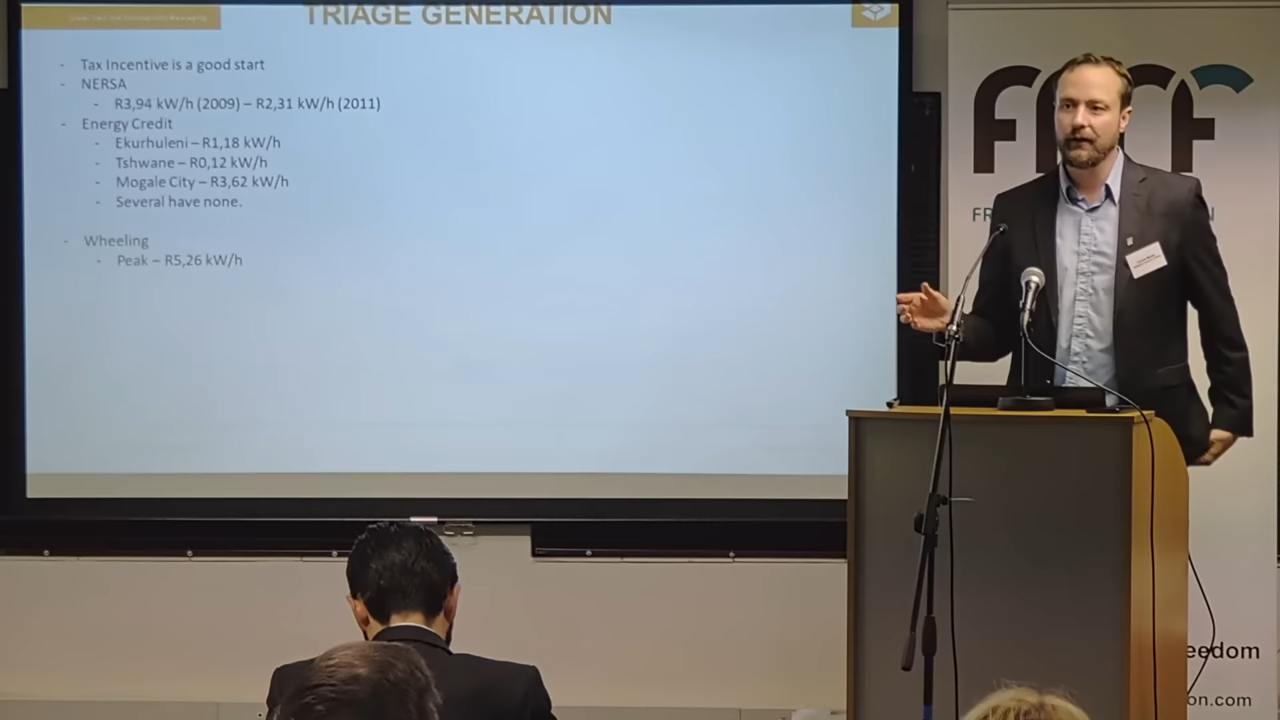 TRIAGE GENERATION
- Tax Incentive is a good start
- NERSA
- R3,94 kW/h (2009) – R2,31 kW/h (2011)
- Energy Credit
- Ekurhuleni – R1,18 kW/h
- Tshwane – R0,12 kW/h
- Mogale City – R3,62 kW/h
- Several have none.
- Wheeling
- Peak – R5,26 kW/h
eedom
on.com